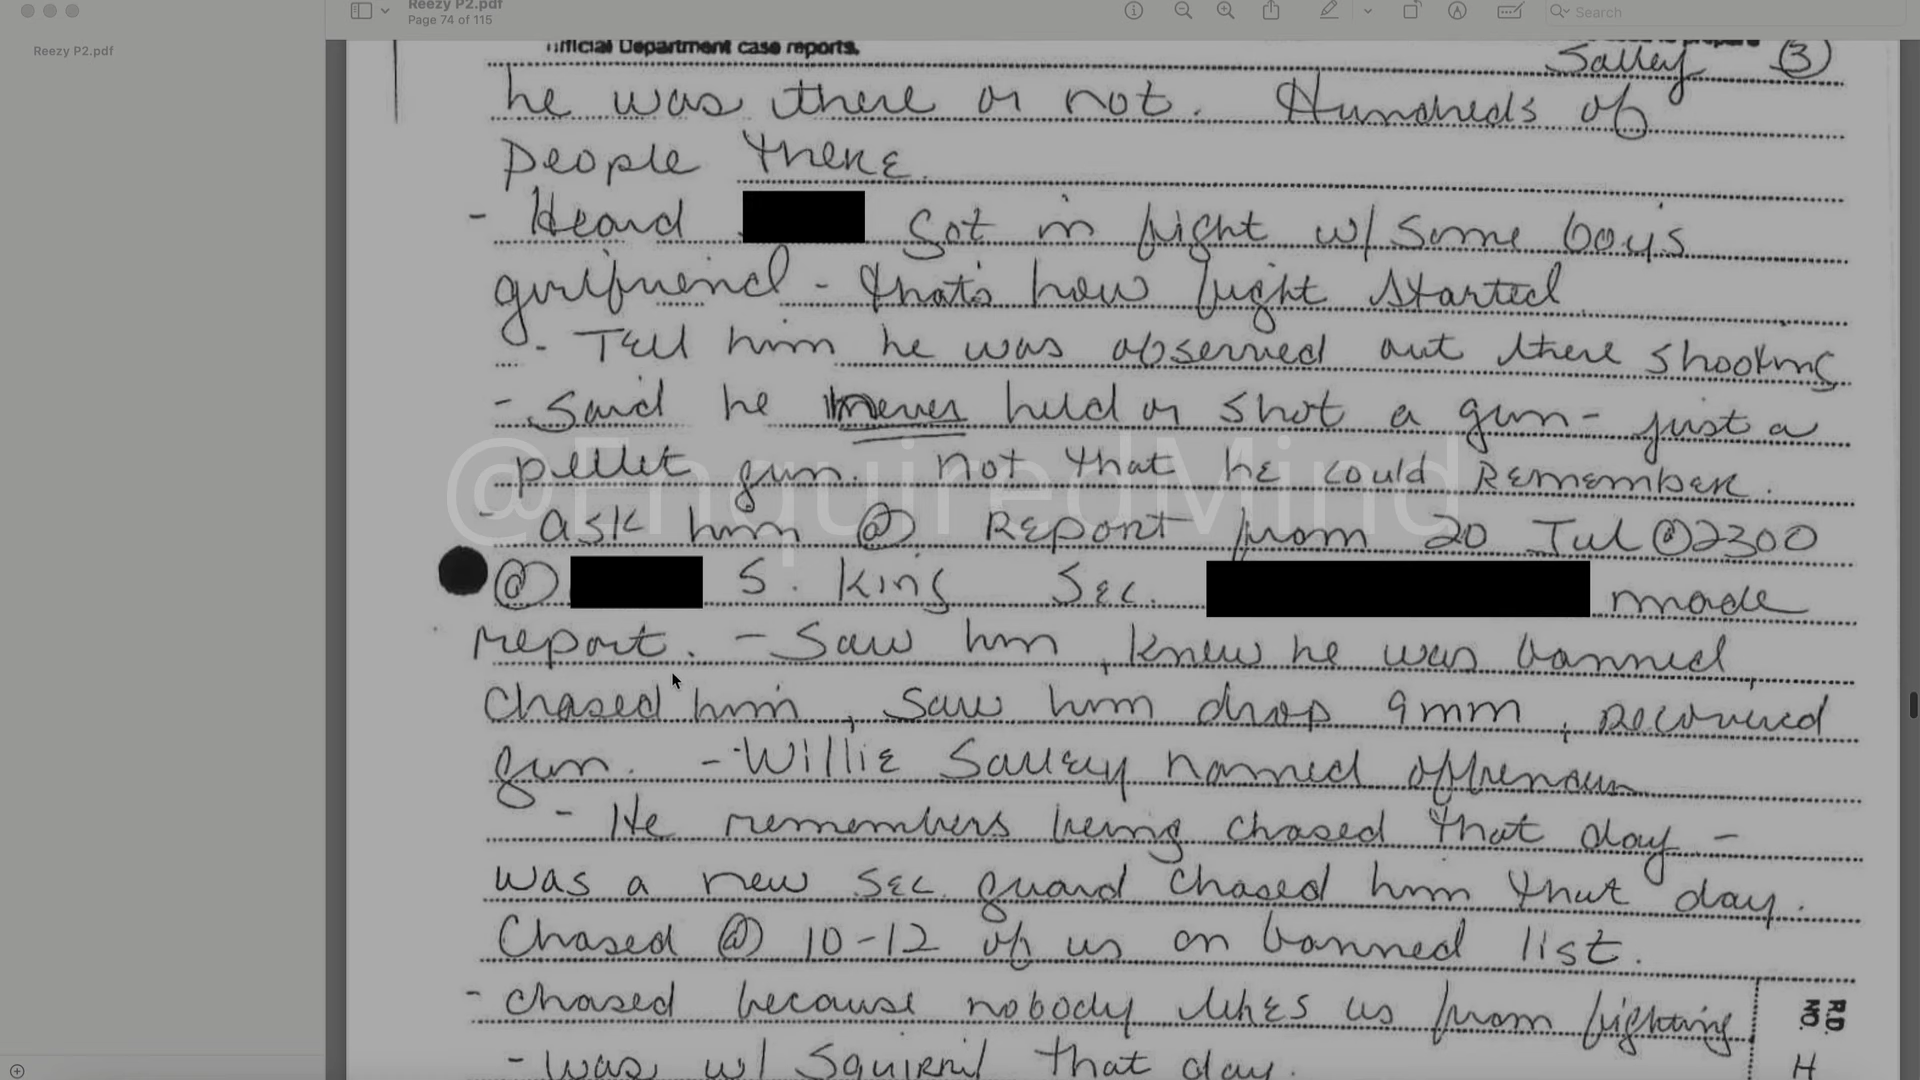 Reezy P2.pdf
Page 74 of 115
Search
Reezy P2.pdf
official Department case reports.
Salley 3
he was there or not. Hundreds of
People there.
- Heard got in fight w/ some boy's
girlfriend - that's how fight started
- Tell him he was observed out there shooting
- Said he never held or shot a gun - just a
pellet gun. not that he could Remember.
- ask him @ Report from 20 Jul @2300
@ S. King Sec. made
report. - Saw him, knew he was banned,
chased him, saw him drop 9mm, recovered
gun. - Willie Salley named offender
- He remembers being chased that day -
was a new sec guard chased him that day.
Chased @ 10-12 of us on banned list.
- chased because nobody likes us from fighting
- was w/ Squirril that day.
R.D.
NO.
H
@EnquiredMind